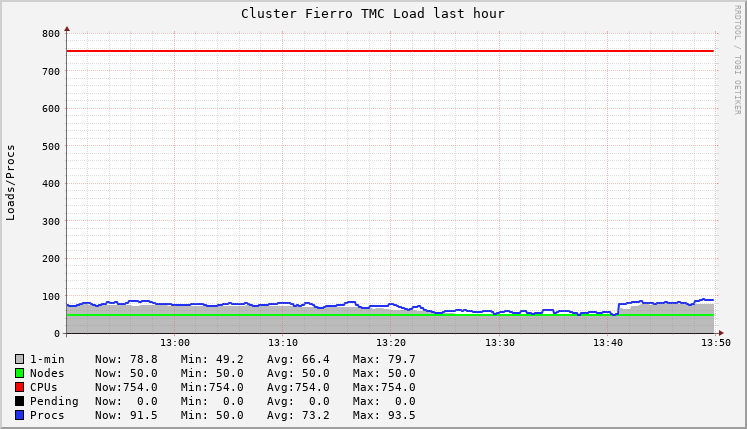 Cluster Fierro TMC Load last hour
RRDTOOL / TOBI OETIKER
Loads/Procs
800
700
600
500
400
300
200
100
0
13:00 13:10 13:20 13:30 13:40 13:50
1-min Now: 78.8 Min: 49.2 Avg: 66.4 Max: 79.7
Nodes Now: 50.0 Min: 50.0 Avg: 50.0 Max: 50.0
CPUs Now:754.0 Min:754.0 Avg:754.0 Max:754.0
Pending Now: 0.0 Min: 0.0 Avg: 0.0 Max: 0.0
Procs Now: 91.5 Min: 50.0 Avg: 73.2 Max: 93.5